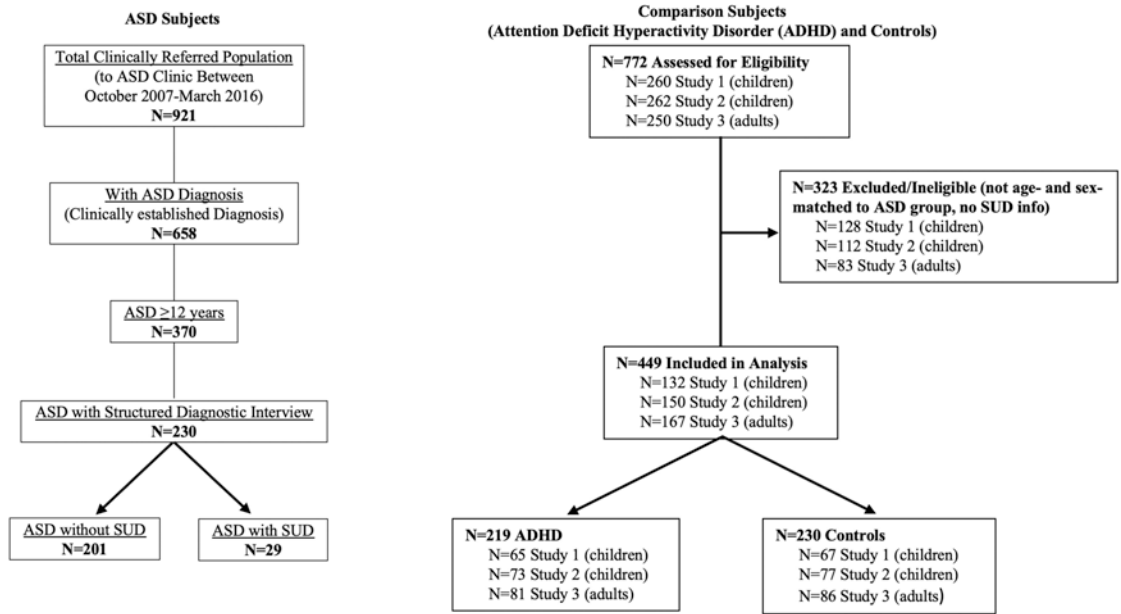 ASD Subjects
Total Clinically Referred Population
(to ASD Clinic Between
October 2007-March 2016)
N=921
With ASD Diagnosis
(Clinically established Diagnosis)
N=658
ASD ≥12 years
N=370
ASD with Structured Diagnostic Interview
N=230
ASD without SUD
N=201
ASD with SUD
N=29
Comparison Subjects
(Attention Deficit Hyperactivity Disorder (ADHD) and Controls)
N=772 Assessed for Eligibility
N=260 Study 1 (children)
N=262 Study 2 (children)
N=250 Study 3 (adults)
N=323 Excluded/Ineligible (not age- and sex-
matched to ASD group, no SUD info)
N=128 Study 1 (children)
N=112 Study 2 (children)
N=83 Study 3 (adults)
N=449 Included in Analysis
N=132 Study 1 (children)
N=150 Study 2 (children)
N=167 Study 3 (adults)
N=219 ADHD
N=65 Study 1 (children)
N=73 Study 2 (children)
N=81 Study 3 (adults)
N=230 Controls
N=67 Study 1 (children)
N=77 Study 2 (children)
N=86 Study 3 (adults)